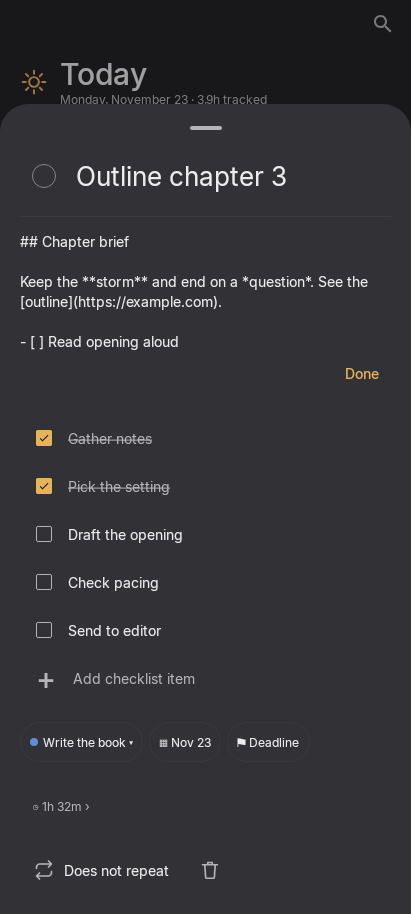 Today
Monday, November 23 · 3.9h tracked
Outline chapter 3
## Chapter brief
Keep the **storm** and end on a *question*. See the
[outline](https://example.com).
- [ ] Read opening aloud
Done
Gather notes
Pick the setting
Draft the opening
Check pacing
Send to editor
Add checklist item
Write the book
Nov 23
Deadline
1h 32m ›
Does not repeat